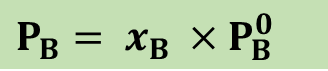 P_B = x_B × P_B^0